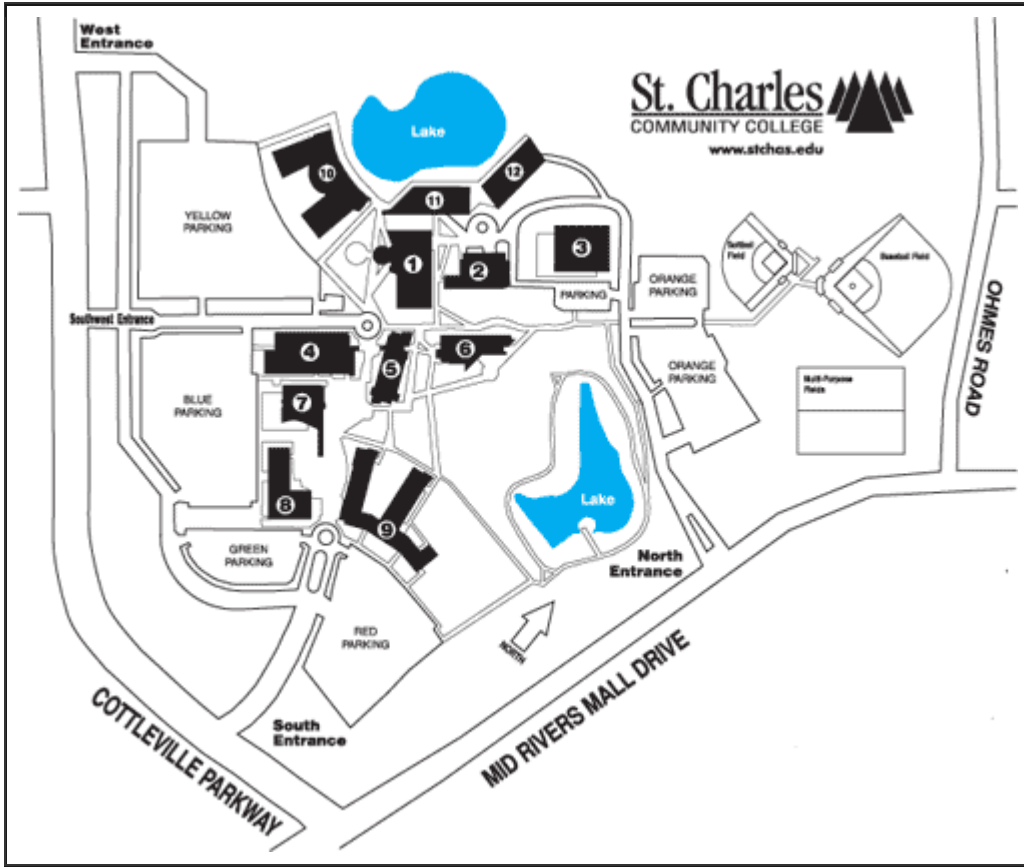 West
Entrance
St. Charles
COMMUNITY COLLEGE
www.stchas.edu
Lake
10
12
11
YELLOW
PARKING
1
2
3
Softball
Field
Baseball Field
ORANGE
PARKING
PARKING
OHMES ROAD
Southwest Entrance
4
5
6
ORANGE
PARKING
Multi-Purpose
Fields
BLUE
PARKING
7
8
9
Lake
GREEN
PARKING
North
Entrance
RED
PARKING
NORTH
South
Entrance
COTTLEVILLE PARKWAY
MID RIVERS MALL DRIVE